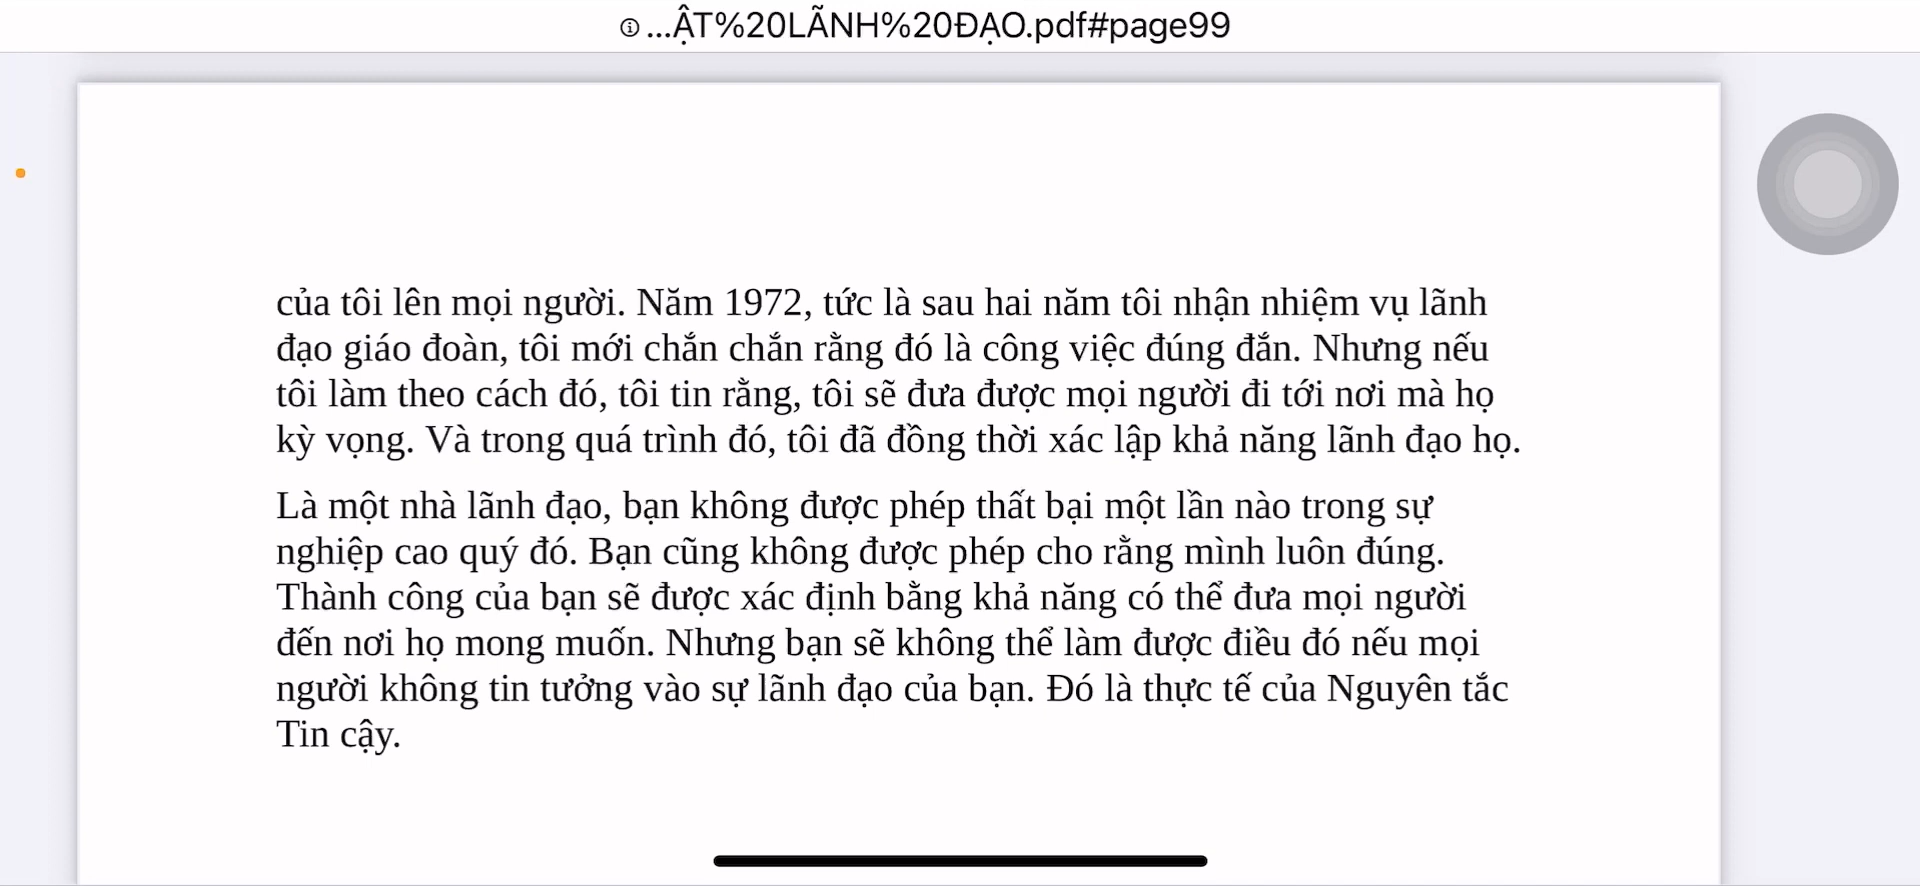 ...ẬT%20LÃNH%20ĐẠO.pdf#page99
của tôi lên mọi người. Năm 1972, tức là sau hai năm tôi nhận nhiệm vụ lãnh
đạo giáo đoàn, tôi mới chắn chắn rằng đó là công việc đúng đắn. Nhưng nếu
tôi làm theo cách đó, tôi tin rằng, tôi sẽ đưa được mọi người đi tới nơi mà họ
kỳ vọng. Và trong quá trình đó, tôi đã đồng thời xác lập khả năng lãnh đạo họ.
Là một nhà lãnh đạo, bạn không được phép thất bại một lần nào trong sự
nghiệp cao quý đó. Bạn cũng không được phép cho rằng mình luôn đúng.
Thành công của bạn sẽ được xác định bằng khả năng có thể đưa mọi người
đến nơi họ mong muốn. Nhưng bạn sẽ không thể làm được điều đó nếu mọi
người không tin tưởng vào sự lãnh đạo của bạn. Đó là thực tế của Nguyên tắc
Tin cậy.